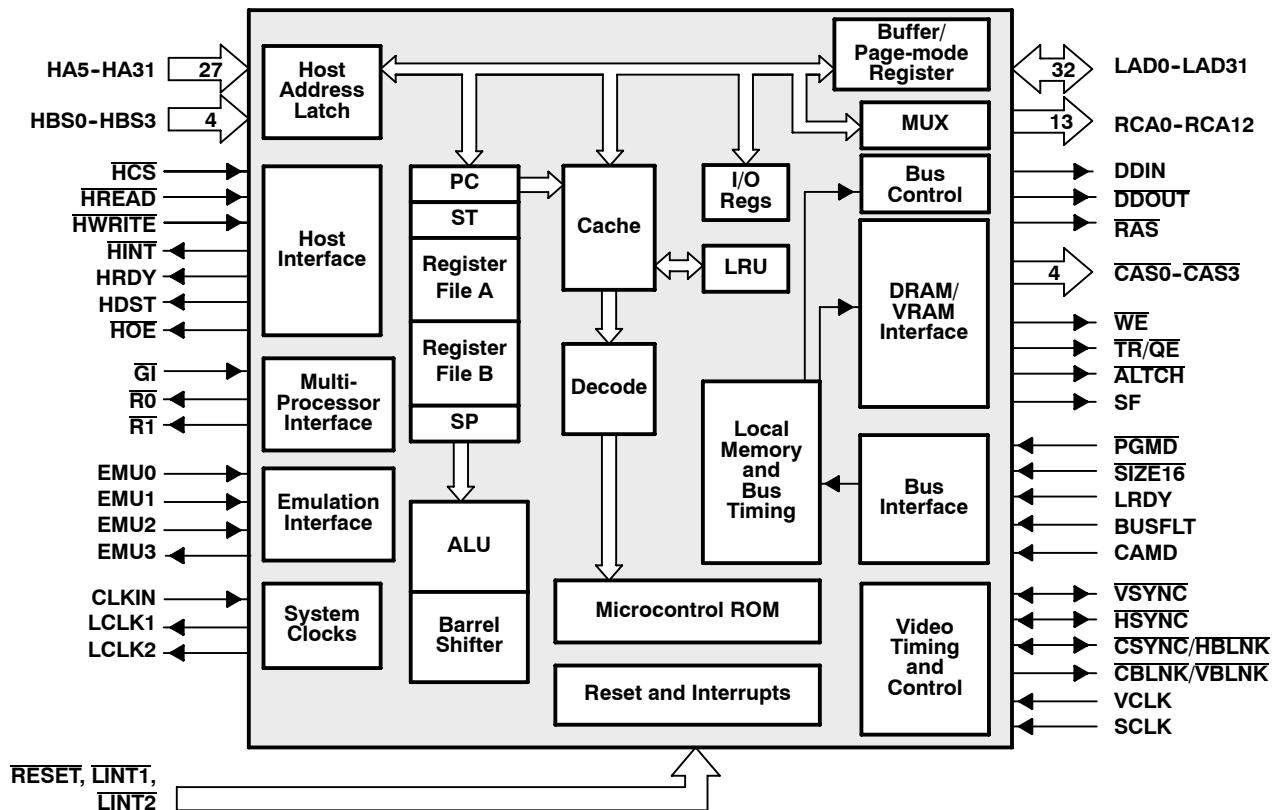 HA5-HA31
27
HBS0-HBS3
4
HCS
HREAD
HWRITE
HINT
HRDY
HDST
HOE
GI
R0
R1
EMU0
EMU1
EMU2
EMU3
CLKIN
LCLK1
LCLK2
RESET, LINT1,
LINT2
Host
Address
Latch
Host
Interface
Multi-
Processor
Interface
Emulation
Interface
System
Clocks
PC
ST
Register
File A
Register
File B
SP
ALU
Barrel
Shifter
Cache
Decode
Microcontrol ROM
Reset and Interrupts
I/O
Regs
LRU
Local
Memory
and
Bus
Timing
Buffer/
Page-mode
Register
MUX
Bus
Control
DRAM/
VRAM
Interface
Bus
Interface
Video
Timing
and
Control
32
LAD0-LAD31
13
RCA0-RCA12
DDIN
DDOUT
RAS
4
CAS0-CAS3
WE
TR/QE
ALTCH
SF
PGMD
SIZE16
LRDY
BUSFLT
CAMD
VSYNC
HSYNC
CSYNC/HBLNK
CBLNK/VBLNK
VCLK
SCLK